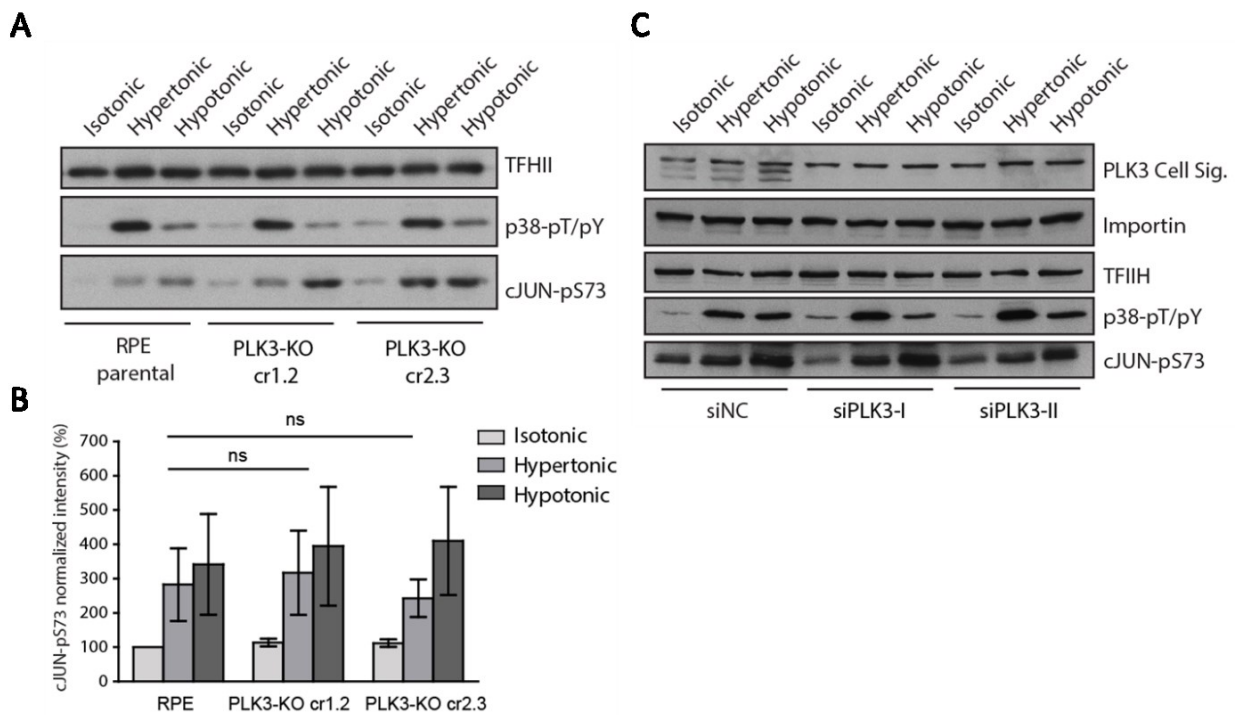 A
Isotonic
Hypertonic
Hypotonic
Isotonic
Hypertonic
Hypotonic
Isotonic
Hypertonic
Hypotonic
TFHII
p38-pT/pY
cJUN-pS73
RPE
parental
PLK3-KO
cr1.2
PLK3-KO
cr2.3
B
cJUN-pS73 normalized intensity (%)
700
600
500
400
300
200
100
0
ns
ns
Isotonic
Hypertonic
Hypotonic
RPE
PLK3-KO cr1.2
PLK3-KO cr2.3
C
Isotonic
Hypertonic
Hypotonic
Isotonic
Hypertonic
Hypotonic
Isotonic
Hypertonic
Hypotonic
PLK3 Cell Sig.
Importin
TFIIH
p38-pT/pY
cJUN-pS73
siNC
siPLK3-I
siPLK3-II